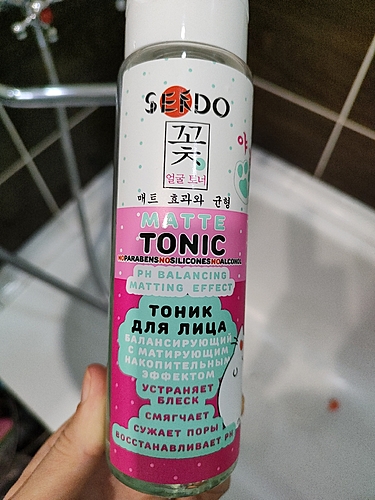 SENDO
꽃
얼굴 토너
야
매트 효과와 균형
MATTE
TONIC
NOPARABENSNOSILICONESNOALCOHOL
PH BALANCING
MATTING EFFECT
ТОНИК
ДЛЯ ЛИЦА
БАЛАНСИРУЮЩИЙ
С МАТИРУЮЩИМ
НАКОПИТЕЛЬНЫМ
ЭФФЕКТОМ
УСТРАНЯЕТ
БЛЕСК
СМЯГЧАЕТ
СУЖАЕТ ПОРЫ
ВОССТАНАВЛИВАЕТ PH